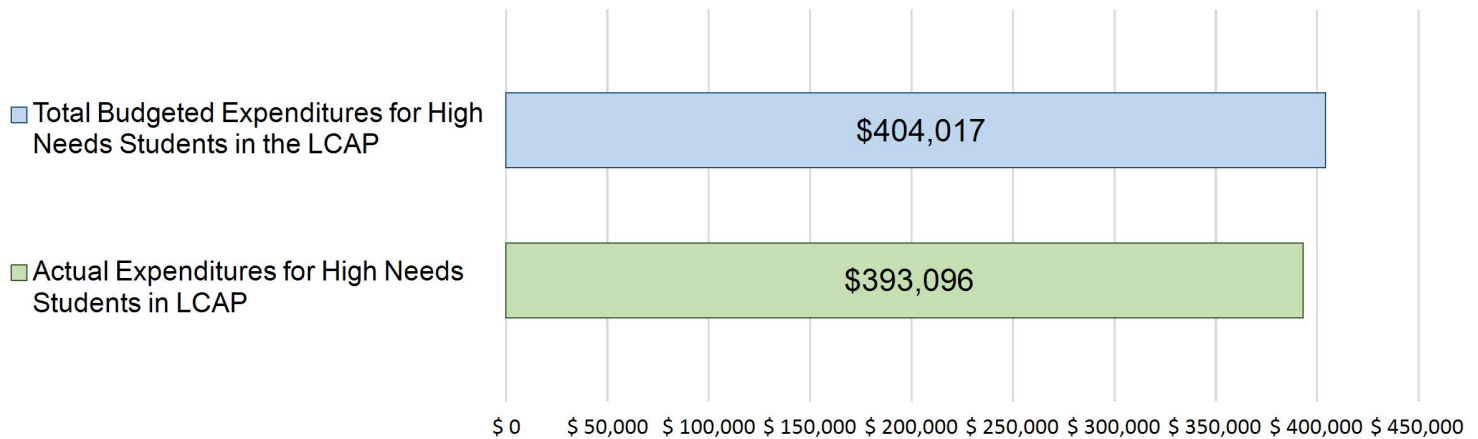 Total Budgeted Expenditures for High
Needs Students in the LCAP
$404,017
Actual Expenditures for High Needs
Students in LCAP
$393,096
$ 0 $ 50,000 $ 100,000 $ 150,000 $ 200,000 $ 250,000 $ 300,000 $ 350,000 $ 400,000 $ 450,000